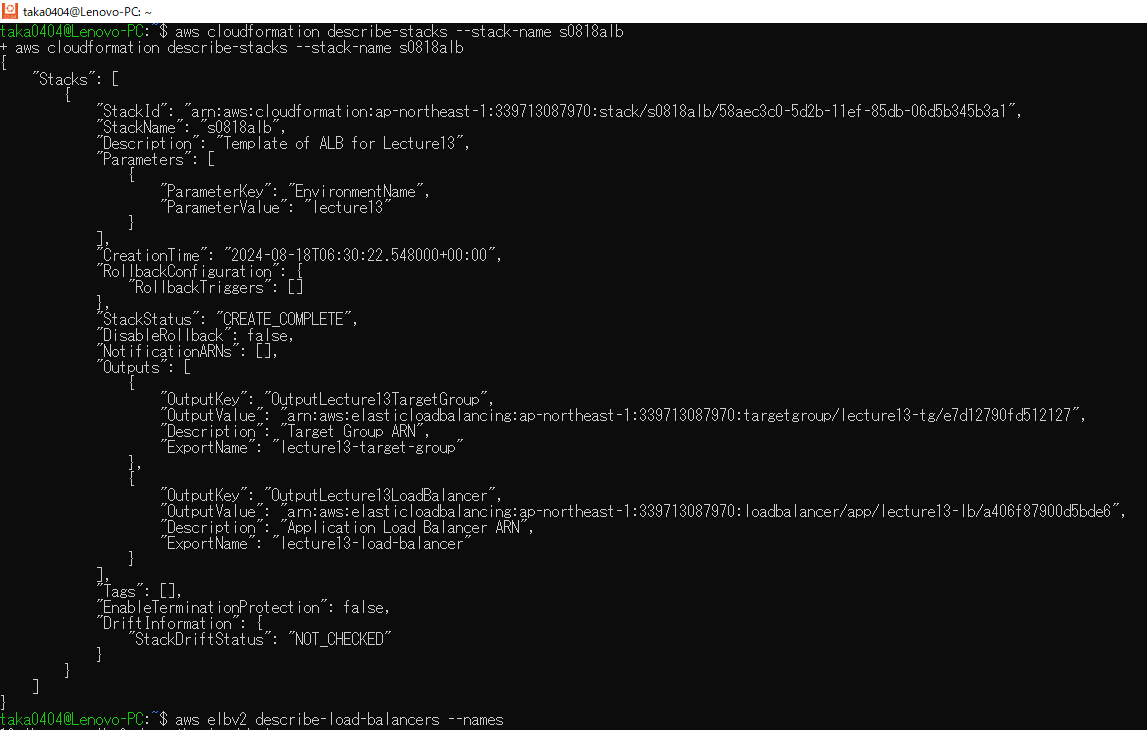 taka0404@Lenovo-PC: ~
taka0404@Lenovo-PC:~$ aws cloudformation describe-stacks --stack-name s0818alb
+ aws cloudformation describe-stacks --stack-name s0818alb
{
    "Stacks": [
        {
            "StackId": "arn:aws:cloudformation:ap-northeast-1:339713087970:stack/s0818alb/58aec3c0-5d2b-11ef-85db-06d5b345b3a1",
            "StackName": "s0818alb",
            "Description": "Template of ALB for Lecture13",
            "Parameters": [
                {
                    "ParameterKey": "EnvironmentName",
                    "ParameterValue": "lecture13"
                }
            ],
            "CreationTime": "2024-08-18T06:30:22.548000+00:00",
            "RollbackConfiguration": {
                "RollbackTriggers": []
            },
            "StackStatus": "CREATE_COMPLETE",
            "DisableRollback": false,
            "NotificationARNs": [],
            "Outputs": [
                {
                    "OutputKey": "OutputLecture13TargetGroup",
                    "OutputValue": "arn:aws:elasticloadbalancing:ap-northeast-1:339713087970:targetgroup/lecture13-tg/e7d12790fd512127",
                    "Description": "Target Group ARN",
                    "ExportName": "lecture13-target-group"
                },
                {
                    "OutputKey": "OutputLecture13LoadBalancer",
                    "OutputValue": "arn:aws:elasticloadbalancing:ap-northeast-1:339713087970:loadbalancer/app/lecture13-lb/a406f87900d5bde6",
                    "Description": "Application Load Balancer ARN",
                    "ExportName": "lecture13-load-balancer"
                }
            ],
            "Tags": [],
            "EnableTerminationProtection": false,
            "DriftInformation": {
                "StackDriftStatus": "NOT_CHECKED"
            }
        }
    ]
}
taka0404@Lenovo-PC:~$ aws elbv2 describe-load-balancers --names